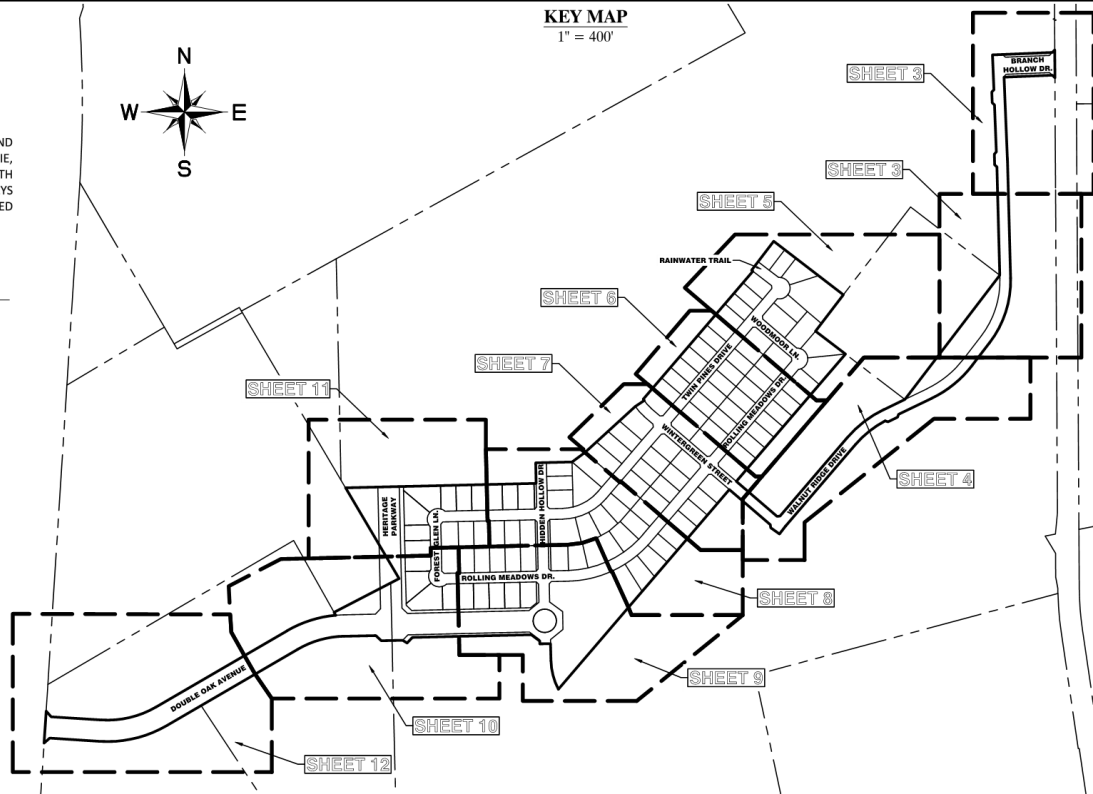 KEY MAP
1" = 400'
N
W
E
S
ND
IE,
TH
YS
ED
BRANCH
HOLLOW DR.
SHEET 3
SHEET 3
SHEET 5
RAINWATER TRAIL
SHEET 6
WOODMOOR LN.
TWIN PINES DRIVE
SHEET 7
ROLLING MEADOWS DR.
SHEET 11
WINTERGREEN STREET
WALNUT RIDGE DRIVE
SHEET 4
HIDDEN HOLLOW DR
HERITAGE
PARKWAY
FOREST GLEN LN.
ROLLING MEADOWS DR.
SHEET 8
SHEET 9
DOUBLE OAK AVENUE
SHEET 10
SHEET 12